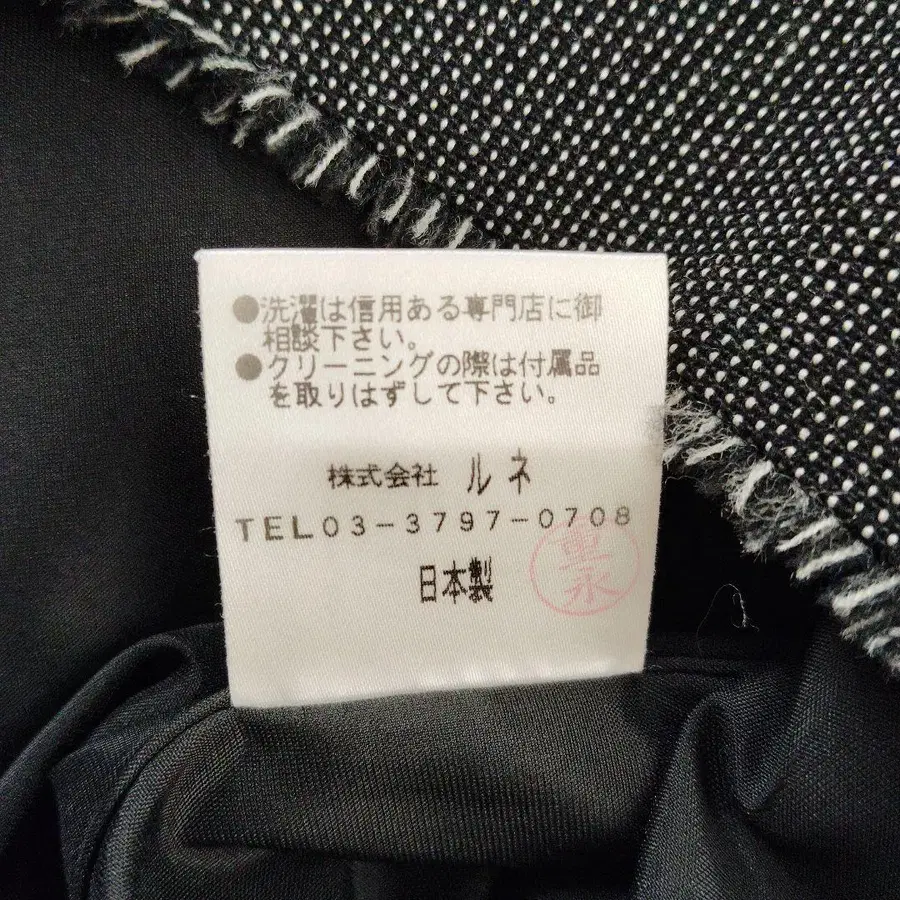 ●洗濯は信用ある専門店に御
相談下さい。
●クリーニングの際は付属品
を取りはずして下さい。
株式会社 ルネ
TEL03-3797-0708
日本製
重永